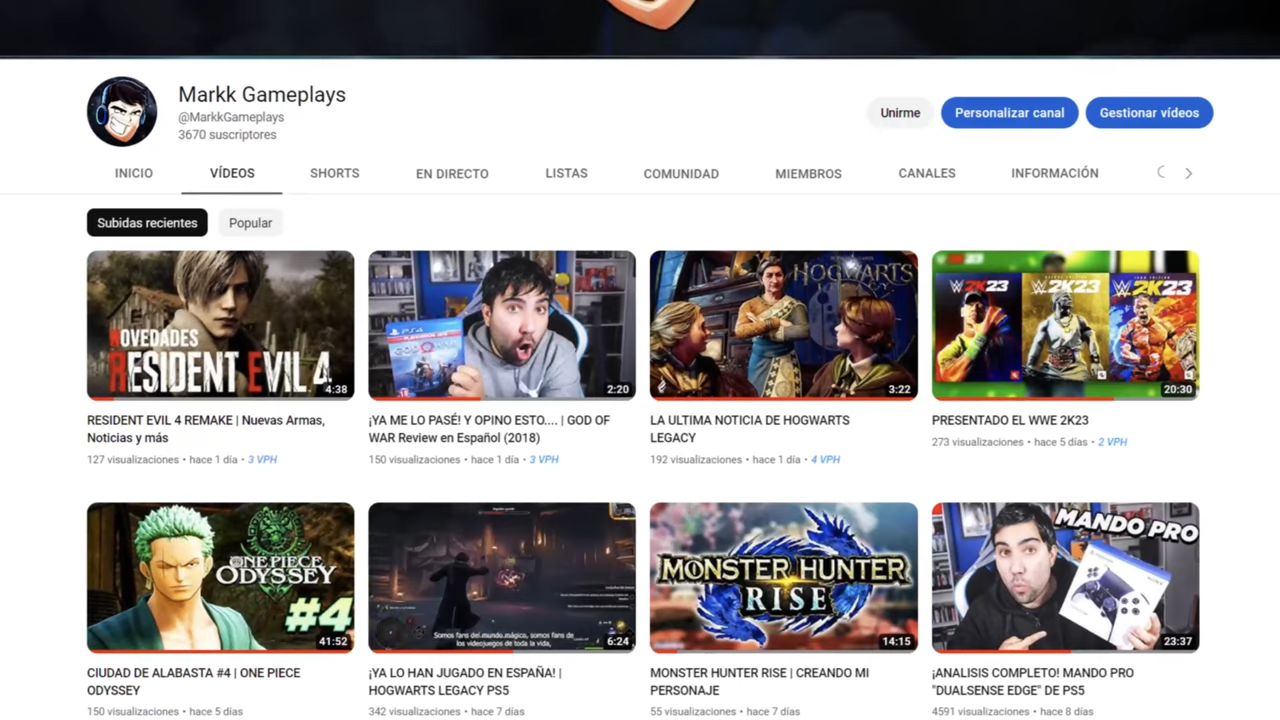 Markk Gameplays
@MarkkGameplays
3670 suscriptores
Unirme
Personalizar canal
Gestionar vídeos
INICIO
VÍDEOS
SHORTS
EN DIRECTO
LISTAS
COMUNIDAD
MIEMBROS
CANALES
INFORMACIÓN
Subidas recientes
Popular
NOVEDADES
RESIDENT EVIL 4
4:38
PS4
GOD OF WAR
2:20
HOGWARTS
LEGACY
3:22
W2K23
W2K23
W2K23
20:30
RESIDENT EVIL 4 REMAKE | Nuevas Armas,
Noticias y más
127 visualizaciones • hace 1 día • 3 VPH
¡YA ME LO PASÉ! Y OPINO ESTO.... | GOD OF
WAR Review en Español (2018)
150 visualizaciones • hace 1 día • 3 VPH
LA ULTIMA NOTICIA DE HOGWARTS
LEGACY
192 visualizaciones • hace 1 día • 4 VPH
PRESENTADO EL WWE 2K23
273 visualizaciones • hace 5 días • 2 VPH
ONE PIECE
ODYSSEY
#4
41:52
Somos fans del mundo mágico, somos fans de
los videojuegos de toda la vida,
6:24
MONSTER HUNTER
RISE
14:15
MANDO PRO
SONY
23:37
CIUDAD DE ALABASTA #4 | ONE PIECE
ODYSSEY
150 visualizaciones • hace 5 días
¡YA LO HAN JUGADO EN ESPAÑA! |
HOGWARTS LEGACY PS5
342 visualizaciones • hace 7 días
MONSTER HUNTER RISE | CREANDO MI
PERSONAJE
55 visualizaciones • hace 7 días
¡ANALISIS COMPLETO! MANDO PRO
"DUALSENSE EDGE" DE PS5
4591 visualizaciones • hace 8 días